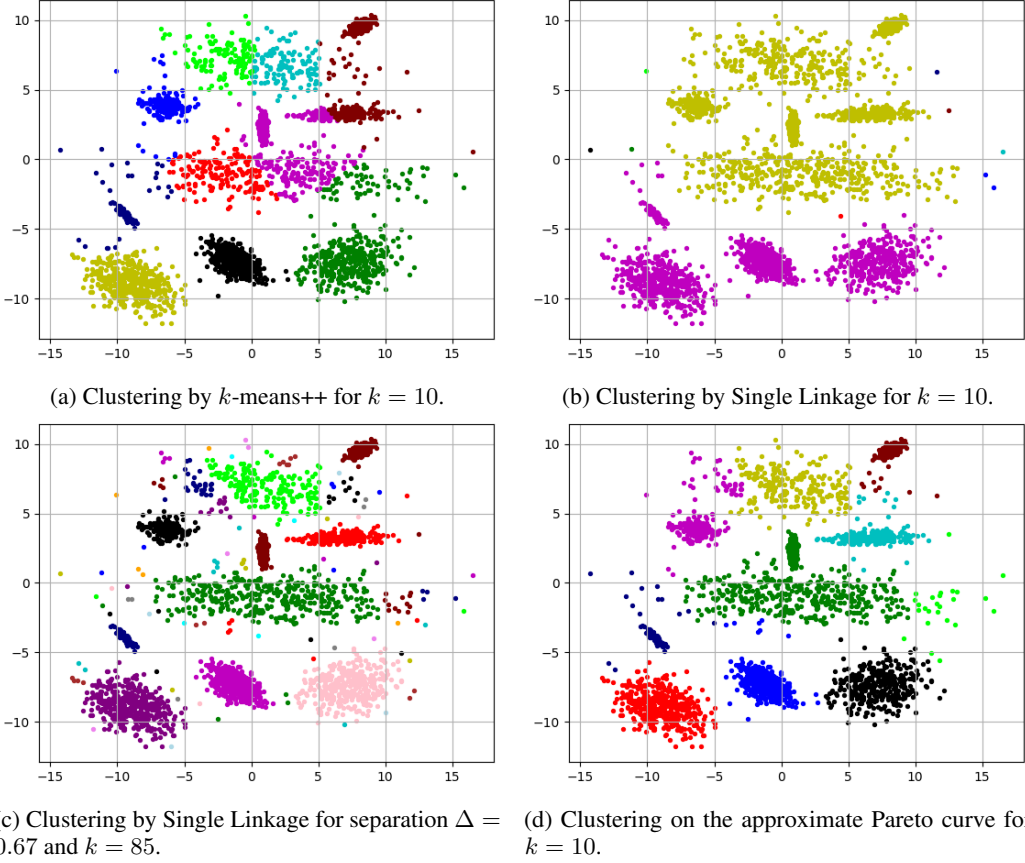 10
5
0
−5
−10
−15 −10 −5 0 5 10 15
10
5
0
−5
−10
−15 −10 −5 0 5 10 15
(a) Clustering by k-means++ for k = 10.
(b) Clustering by Single Linkage for k = 10.
10
5
0
−5
−10
−15 −10 −5 0 5 10 15
10
5
0
−5
−10
−15 −10 −5 0 5 10 15
c) Clustering by Single Linkage for separation Δ =
0.67 and k = 85.
(d) Clustering on the approximate Pareto curve for
k = 10.